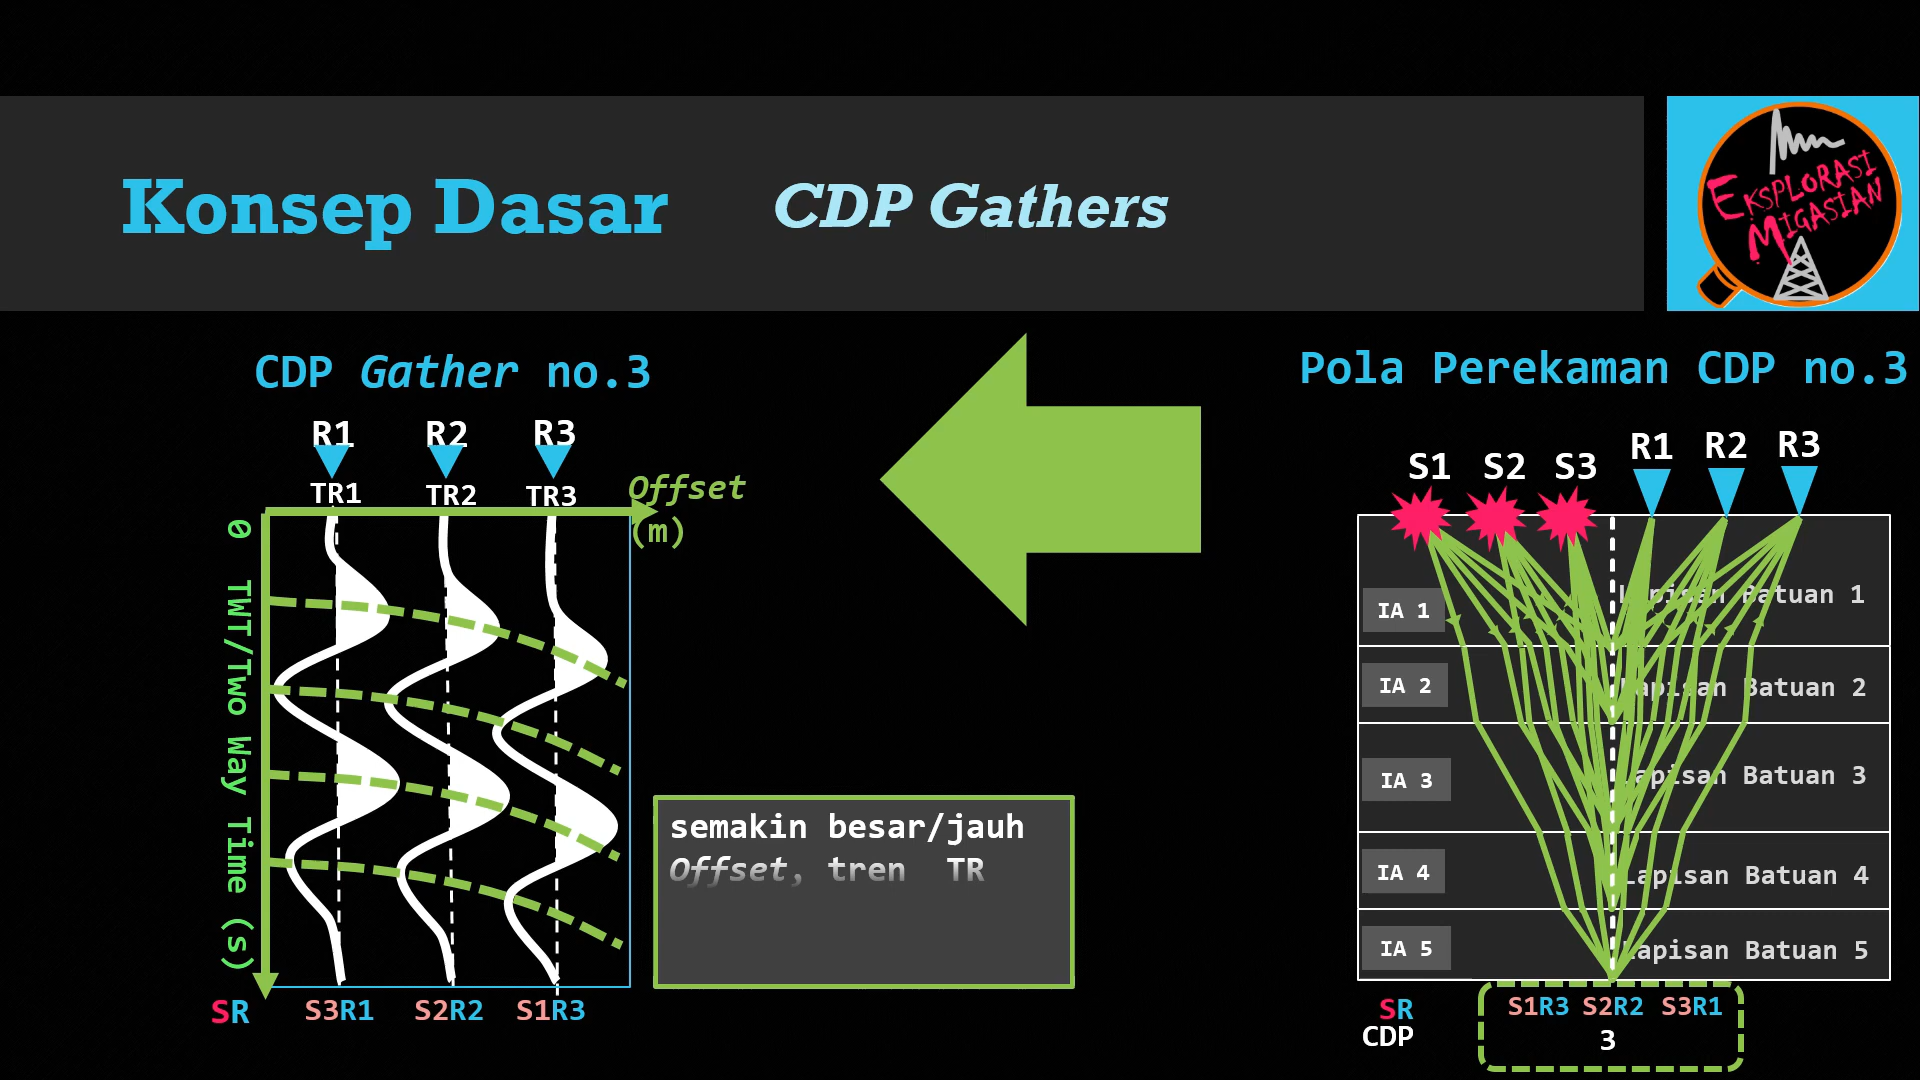 Konsep Dasar
CDP Gathers
EKSPLORASI
MIGASIAN
CDP Gather no.3
R1 R2 R3
TR1 TR2 TR3
Offset
(m)
0 TWT/Two Way Time (s)
SR S3R1 S2R2 S1R3
semakin besar/jauh
Offset, tren TR
Pola Perekaman CDP no.3
S1 S2 S3 R1 R2 R3
IA 1 Lapisan Batuan 1
IA 2 Lapisan Batuan 2
IA 3 Lapisan Batuan 3
IA 4 Lapisan Batuan 4
IA 5 Lapisan Batuan 5
SR S1R3 S2R2 S3R1
CDP 3